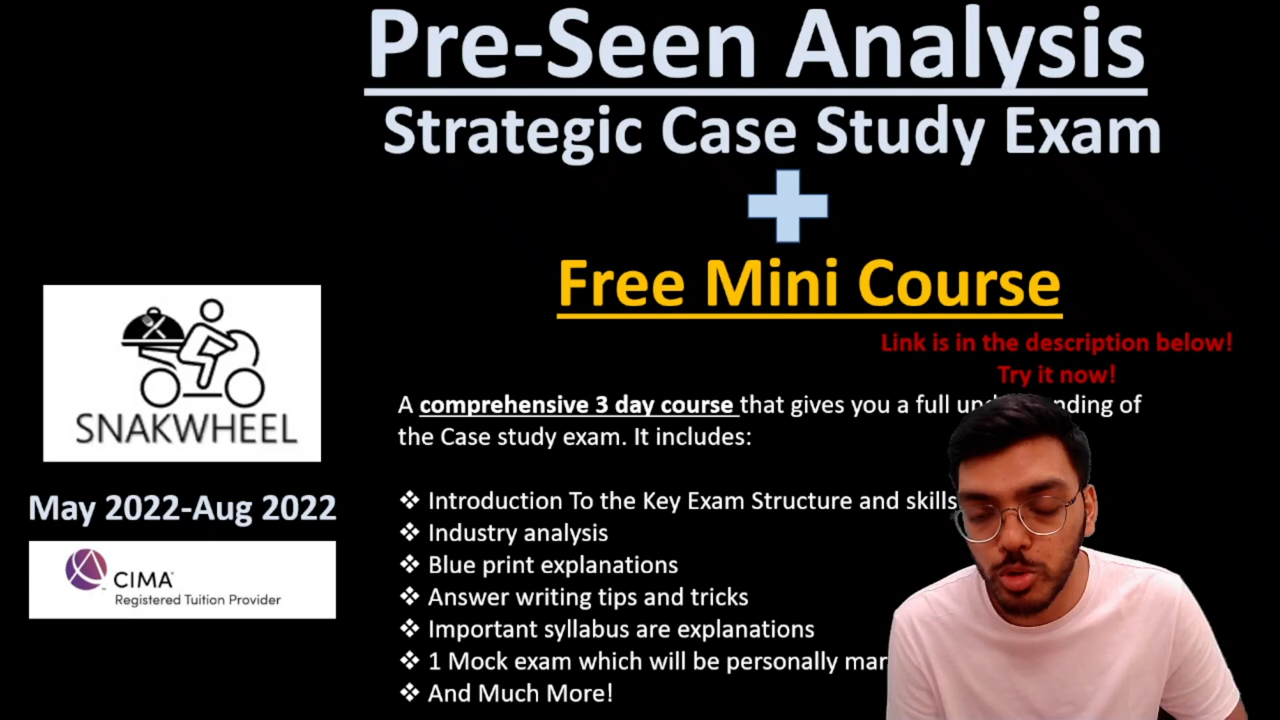 Pre-Seen Analysis
Strategic Case Study Exam
Free Mini Course
Link is in the description below!
Try it now!
A comprehensive 3 day course that gives you a full of
the Case study exam. It includes:
❖ Introduction To the Key Exam Structure and skills
❖ Industry analysis
❖ Blue print explanations
❖ Answer writing tips and tricks
❖ Important syllabus are explanations
❖ 1 Mock exam which will be personally
❖ And Much More!
SNAKWHEEL
May 2022-Aug 2022
CIMA
Registered Tuition Provider